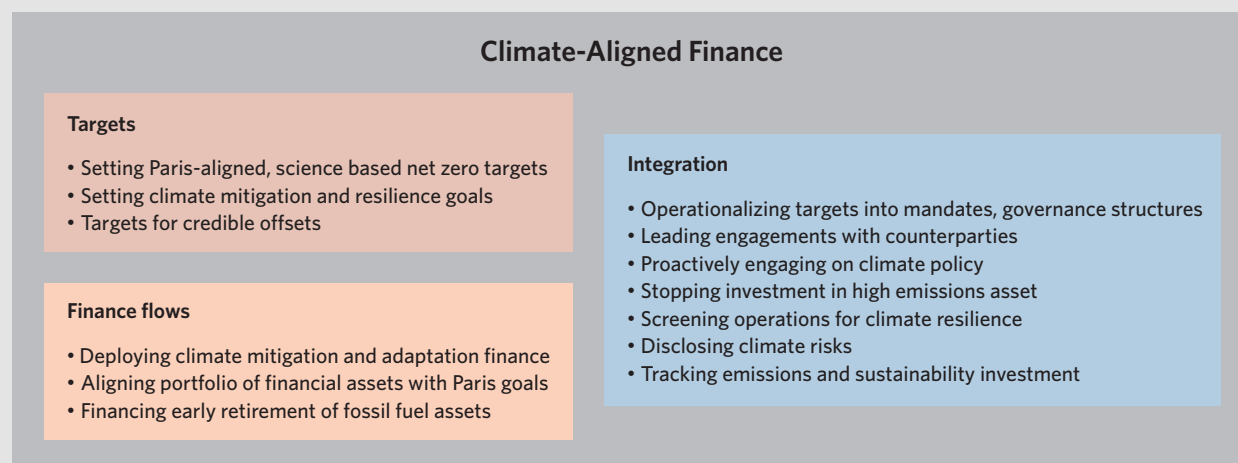 Climate-Aligned Finance
Targets
• Setting Paris-aligned, science based net zero targets
• Setting climate mitigation and resilience goals
• Targets for credible offsets
Finance flows
• Deploying climate mitigation and adaptation finance
• Aligning portfolio of financial assets with Paris goals
• Financing early retirement of fossil fuel assets
Integration
• Operationalizing targets into mandates, governance structures
• Leading engagements with counterparties
• Proactively engaging on climate policy
• Stopping investment in high emissions asset
• Screening operations for climate resilience
• Disclosing climate risks
• Tracking emissions and sustainability investment